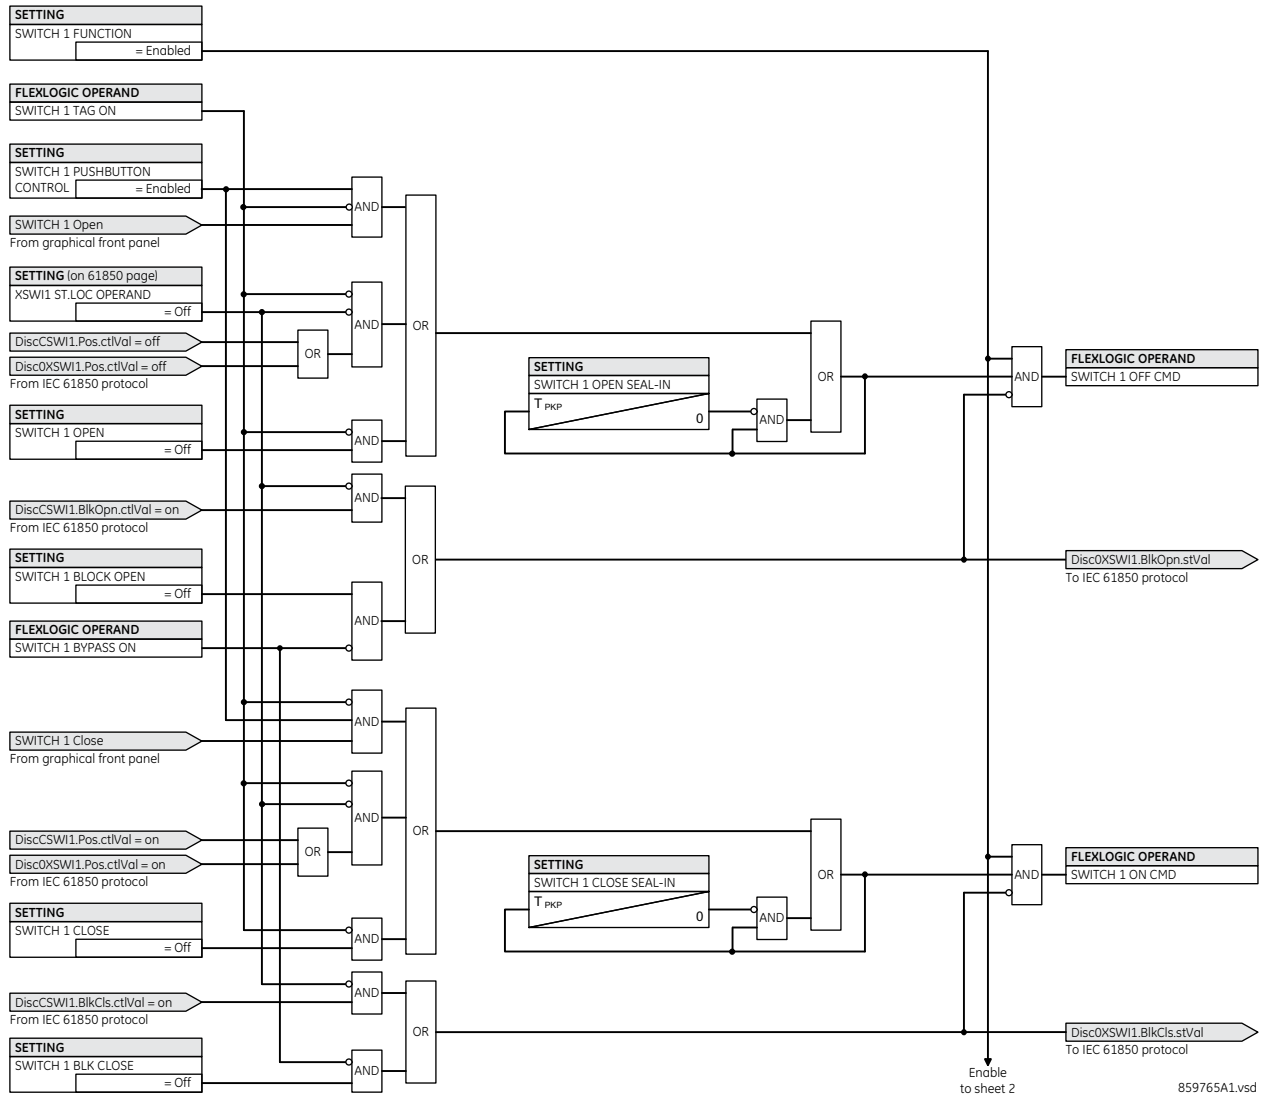 SETTING
SWITCH 1 FUNCTION
= Enabled
FLEXLOGIC OPERAND
SWITCH 1 TAG ON
SETTING
SWITCH 1 PUSHBUTTON
CONTROL = Enabled
AND
SWITCH 1 Open
From graphical front panel
SETTING (on 61850 page)
XSWI1 ST.LOC OPERAND
= Off
AND
OR
DiscCSWI1.Pos.ctlVal = off
OR
Disc0XSWI1.Pos.ctlVal = off
From IEC 61850 protocol
SETTING
SWITCH 1 OPEN SEAL-IN
T PKP
0
AND
OR
AND
FLEXLOGIC OPERAND
SWITCH 1 OFF CMD
SETTING
SWITCH 1 OPEN
= Off
AND
DiscCSWI1.BlkOpn.ctlVal = on
From IEC 61850 protocol
AND
OR
Disc0XSWI1.BlkOpn.stVal
To IEC 61850 protocol
SETTING
SWITCH 1 BLOCK OPEN
= Off
AND
FLEXLOGIC OPERAND
SWITCH 1 BYPASS ON
AND
SWITCH 1 Close
From graphical front panel
AND
OR
DiscCSWI1.Pos.ctlVal = on
OR
Disc0XSWI1.Pos.ctlVal = on
From IEC 61850 protocol
SETTING
SWITCH 1 CLOSE SEAL-IN
T PKP
0
AND
OR
AND
FLEXLOGIC OPERAND
SWITCH 1 ON CMD
SETTING
SWITCH 1 CLOSE
= Off
AND
DiscCSWI1.BlkCls.ctlVal = on
From IEC 61850 protocol
AND
OR
Disc0XSWI1.BlkCls.stVal
To IEC 61850 protocol
SETTING
SWITCH 1 BLK CLOSE
= Off
AND
Enable
to sheet 2
859765A1.vsd